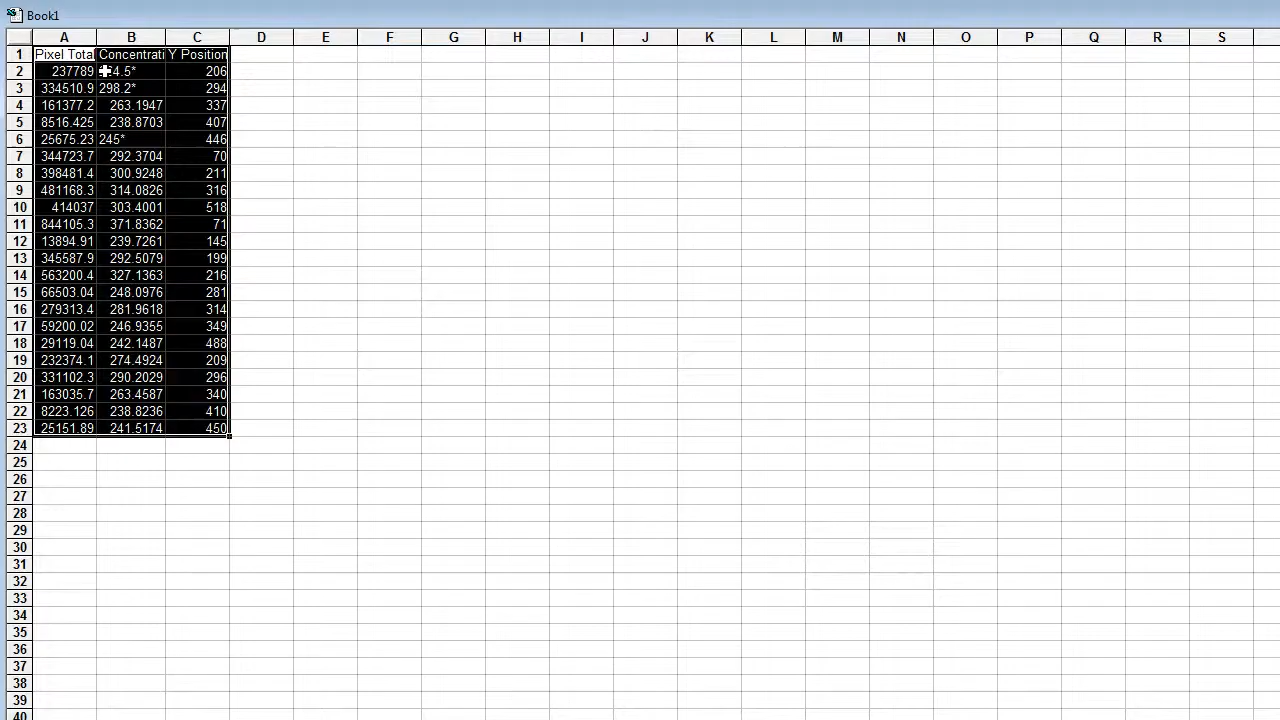 Book1
A B C D E F G H I J K L M N O P Q R S
1 Pixel Total Concentrati Y Position
2 237789 4.5* 206
3 334510.9 298.2* 294
4 161377.2 263.1947 337
5 8516.425 238.8703 407
6 25675.23 245* 446
7 344723.7 292.3704 70
8 398481.4 300.9248 211
9 481168.3 314.0826 316
10 414037 303.4001 518
11 844105.3 371.8362 71
12 13894.91 239.7261 145
13 345587.9 292.5079 199
14 563200.4 327.1363 216
15 66503.04 248.0976 281
16 279313.4 281.9618 314
17 59200.02 246.9355 349
18 29119.04 242.1487 488
19 232374.1 274.4924 209
20 331102.3 290.2029 296
21 163035.7 263.4587 340
22 8223.126 238.8236 410
23 25151.89 241.5174 450
24
25
26
27
28
29
30
31
32
33
34
35
36
37
38
39
40